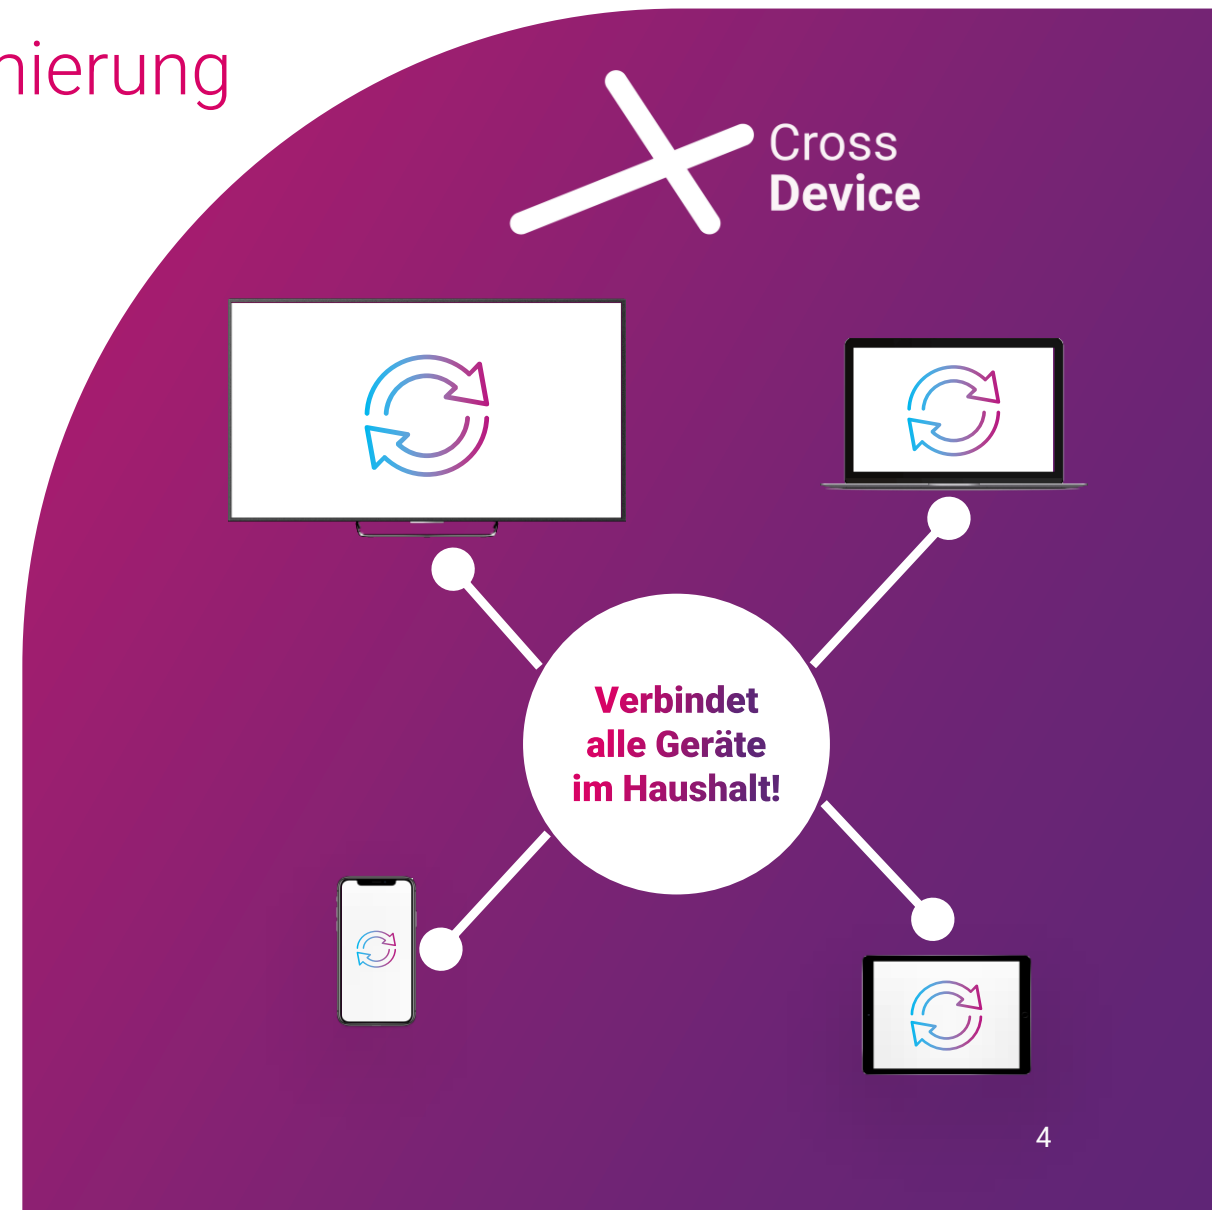 nierung
Cross
Device
Verbindet
alle Geräte
im Haushalt!
4